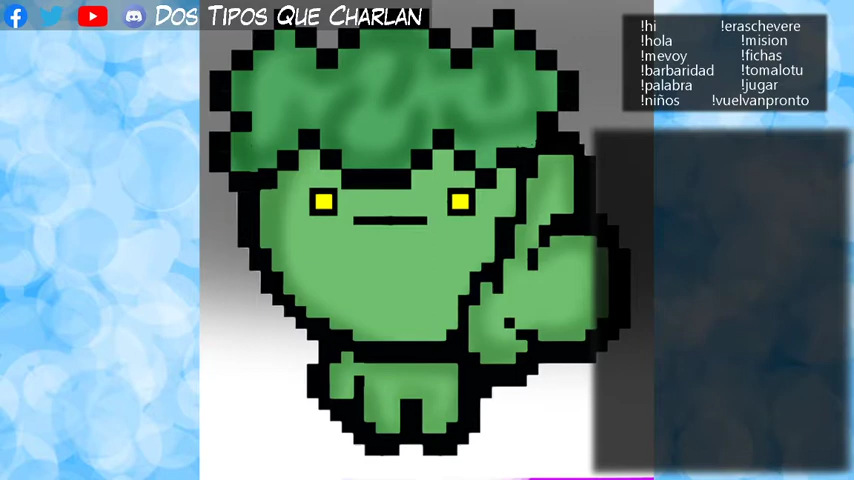 Dos Tipos Que Charlan
!hi !eraschevere
!hola !mision
!mevoy !fichas
!barbaridad !tomalotu
!palabra !jugar
!niños !vuelvanpronto